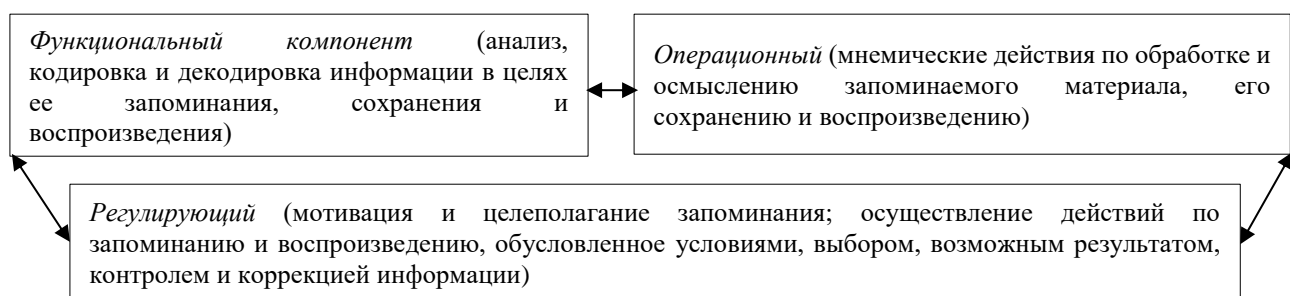 Функциональный компонент (анализ,
кодировка и декодировка информации в целях
ее запоминания, сохранения и
воспроизведения)
Операционный (мнемические действия по обработке и
осмыслению запоминаемого материала, его
сохранению и воспроизведению)
Регулирующий (мотивация и целеполагание запоминания; осуществление действий по
запоминанию и воспроизведению, обусловленное условиями, выбором, возможным результатом,
контролем и коррекцией информации)